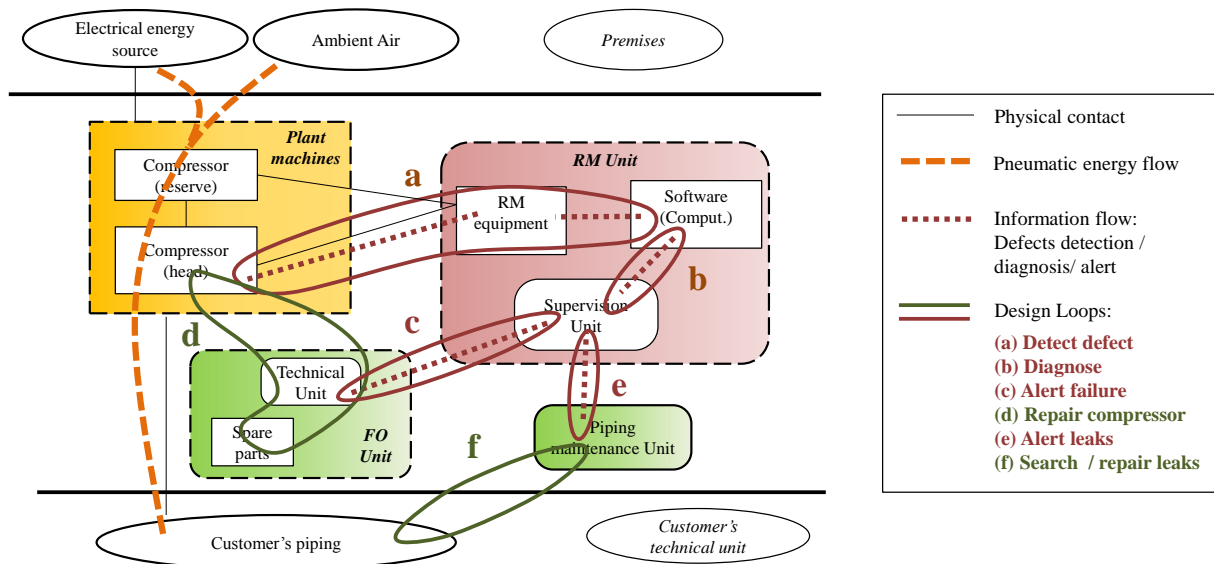 Electrical energy
source
Ambient Air
Premises
Plant
machines
Compressor
(reserve)
Compressor
(head)
a
RM Unit
RM
equipment
Software
(Comput.)
b
Supervision
Unit
c
d
Technical
Unit
Spare
parts
FO
Unit
e
f
Piping
maintenance Unit
Customer's piping
Customer's
technical unit
Physical contact
Pneumatic energy flow
Information flow:
Defects detection /
diagnosis/ alert
Design Loops:
(a) Detect defect
(b) Diagnose
(c) Alert failure
(d) Repair compressor
(e) Alert leaks
(f) Search / repair leaks